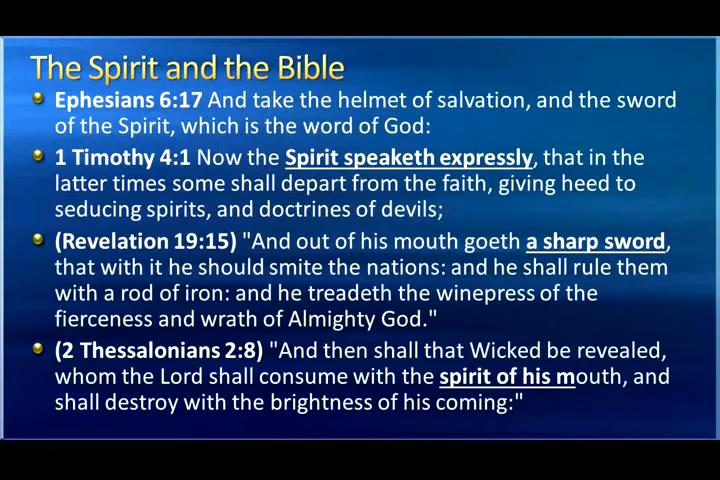 The Spirit and the Bible
Ephesians 6:17 And take the helmet of salvation, and the sword
of the Spirit, which is the word of God:
1 Timothy 4:1 Now the Spirit speaketh expressly, that in the
latter times some shall depart from the faith, giving heed to
seducing spirits, and doctrines of devils;
(Revelation 19:15) "And out of his mouth goeth a sharp sword,
that with it he should smite the nations: and he shall rule them
with a rod of iron: and he treadeth the winepress of the
fierceness and wrath of Almighty God."
(2 Thessalonians 2:8) "And then shall that Wicked be revealed,
whom the Lord shall consume with the spirit of his mouth, and
shall destroy with the brightness of his coming:"